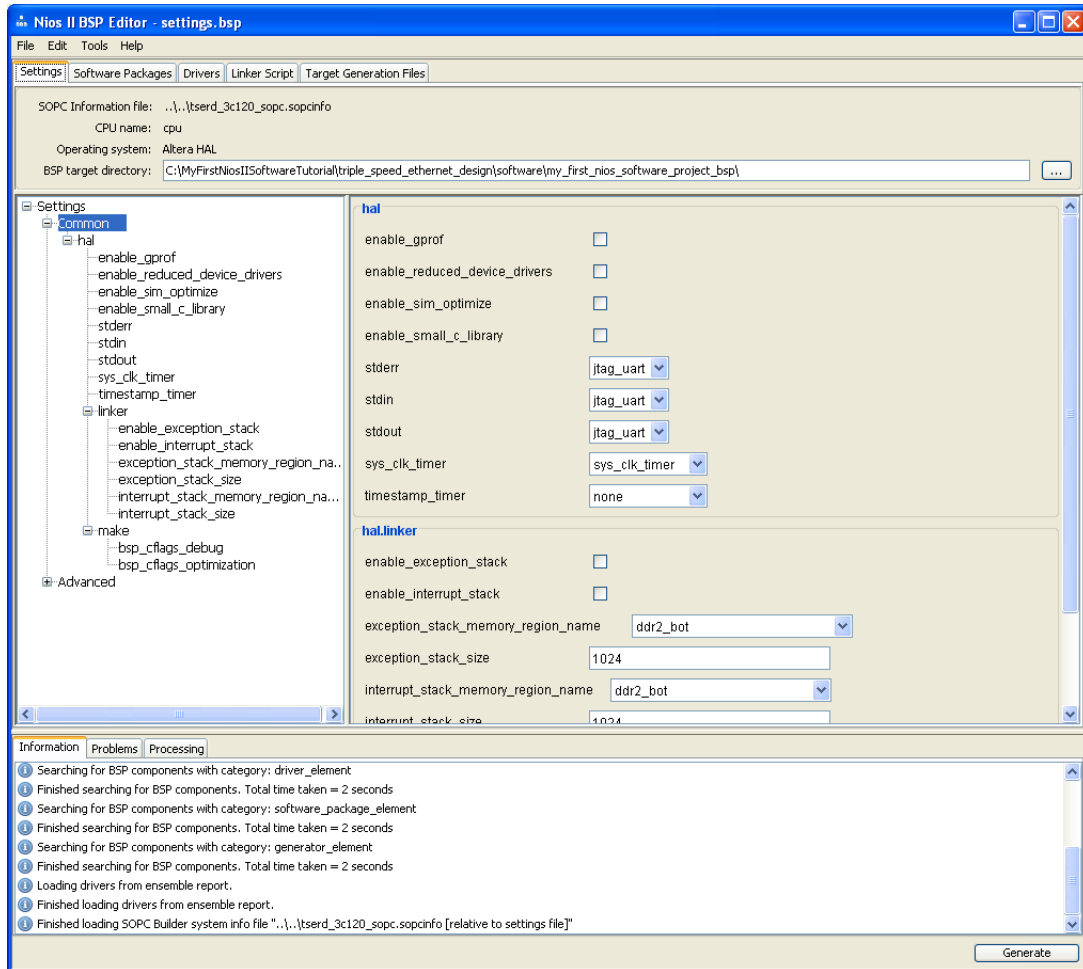 Nios II BSP Editor - settings.bsp
File Edit Tools Help
Settings Software Packages Drivers Linker Script Target Generation Files
SOPC Information file: ..\..\tserd_3c120_sopc.sopcinfo
CPU name: cpu
Operating system: Altera HAL
BSP target directory: C:\MyFirstNiosIISoftwareTutorial\triple_speed_ethernet_design\software\my_first_nios_software_project_bsp\ ...
Settings
Common
hal
enable_gprof
enable_reduced_device_drivers
enable_sim_optimize
enable_small_c_library
stderr
stdin
stdout
sys_clk_timer
timestamp_timer
linker
enable_exception_stack
enable_interrupt_stack
exception_stack_memory_region_na...
exception_stack_size
interrupt_stack_memory_region_na...
interrupt_stack_size
make
bsp_cflags_debug
bsp_cflags_optimization
Advanced
hal
enable_gprof
enable_reduced_device_drivers
enable_sim_optimize
enable_small_c_library
stderr jtag_uart
stdin jtag_uart
stdout jtag_uart
sys_clk_timer sys_clk_timer
timestamp_timer none
hal.linker
enable_exception_stack
enable_interrupt_stack
exception_stack_memory_region_name ddr2_bot
exception_stack_size 1024
interrupt_stack_memory_region_name ddr2_bot
interrupt_stack_size 1024
Information Problems Processing
Searching for BSP components with category: driver_element
Finished searching for BSP components. Total time taken = 2 seconds
Searching for BSP components with category: software_package_element
Finished searching for BSP components. Total time taken = 2 seconds
Searching for BSP components with category: generator_element
Finished searching for BSP components. Total time taken = 2 seconds
Loading drivers from ensemble report.
Finished loading drivers from ensemble report.
Finished loading SOPC Builder system info file "..\..\tserd_3c120_sopc.sopcinfo [relative to settings file]"
Generate